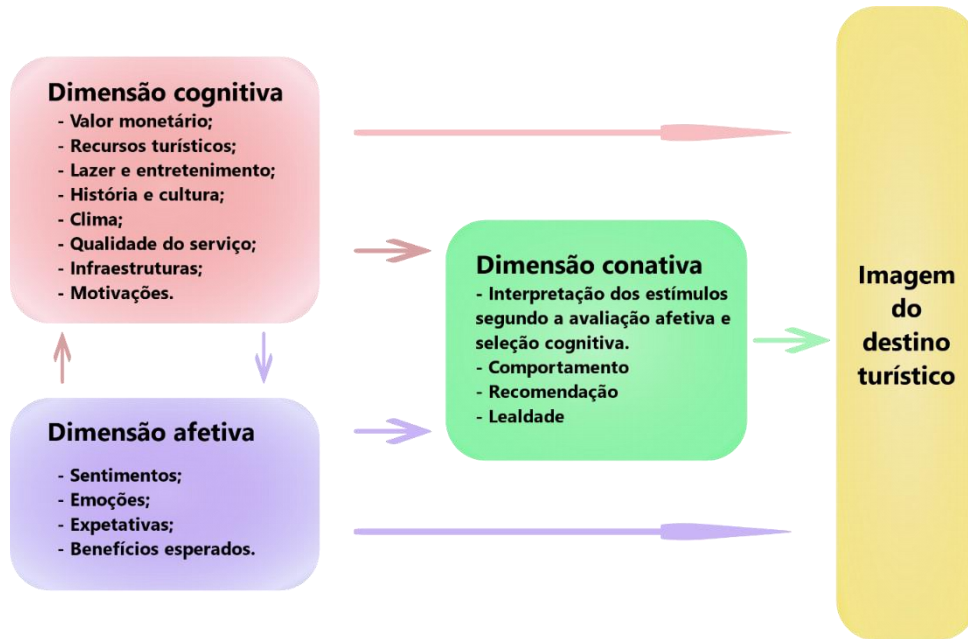 Dimensão cognitiva
- Valor monetário;
- Recursos turísticos;
- Lazer e entretenimento;
- História e cultura;
- Clima;
- Qualidade do serviço;
- Infraestruturas;
- Motivações.
Dimensão afetiva
- Sentimentos;
- Emoções;
- Expetativas;
- Benefícios esperados.
Dimensão conativa
- Interpretação dos estímulos
segundo a avaliação afetiva e
seleção cognitiva.
- Comportamento
- Recomendação
- Lealdade
Imagem
do
destino
turístico